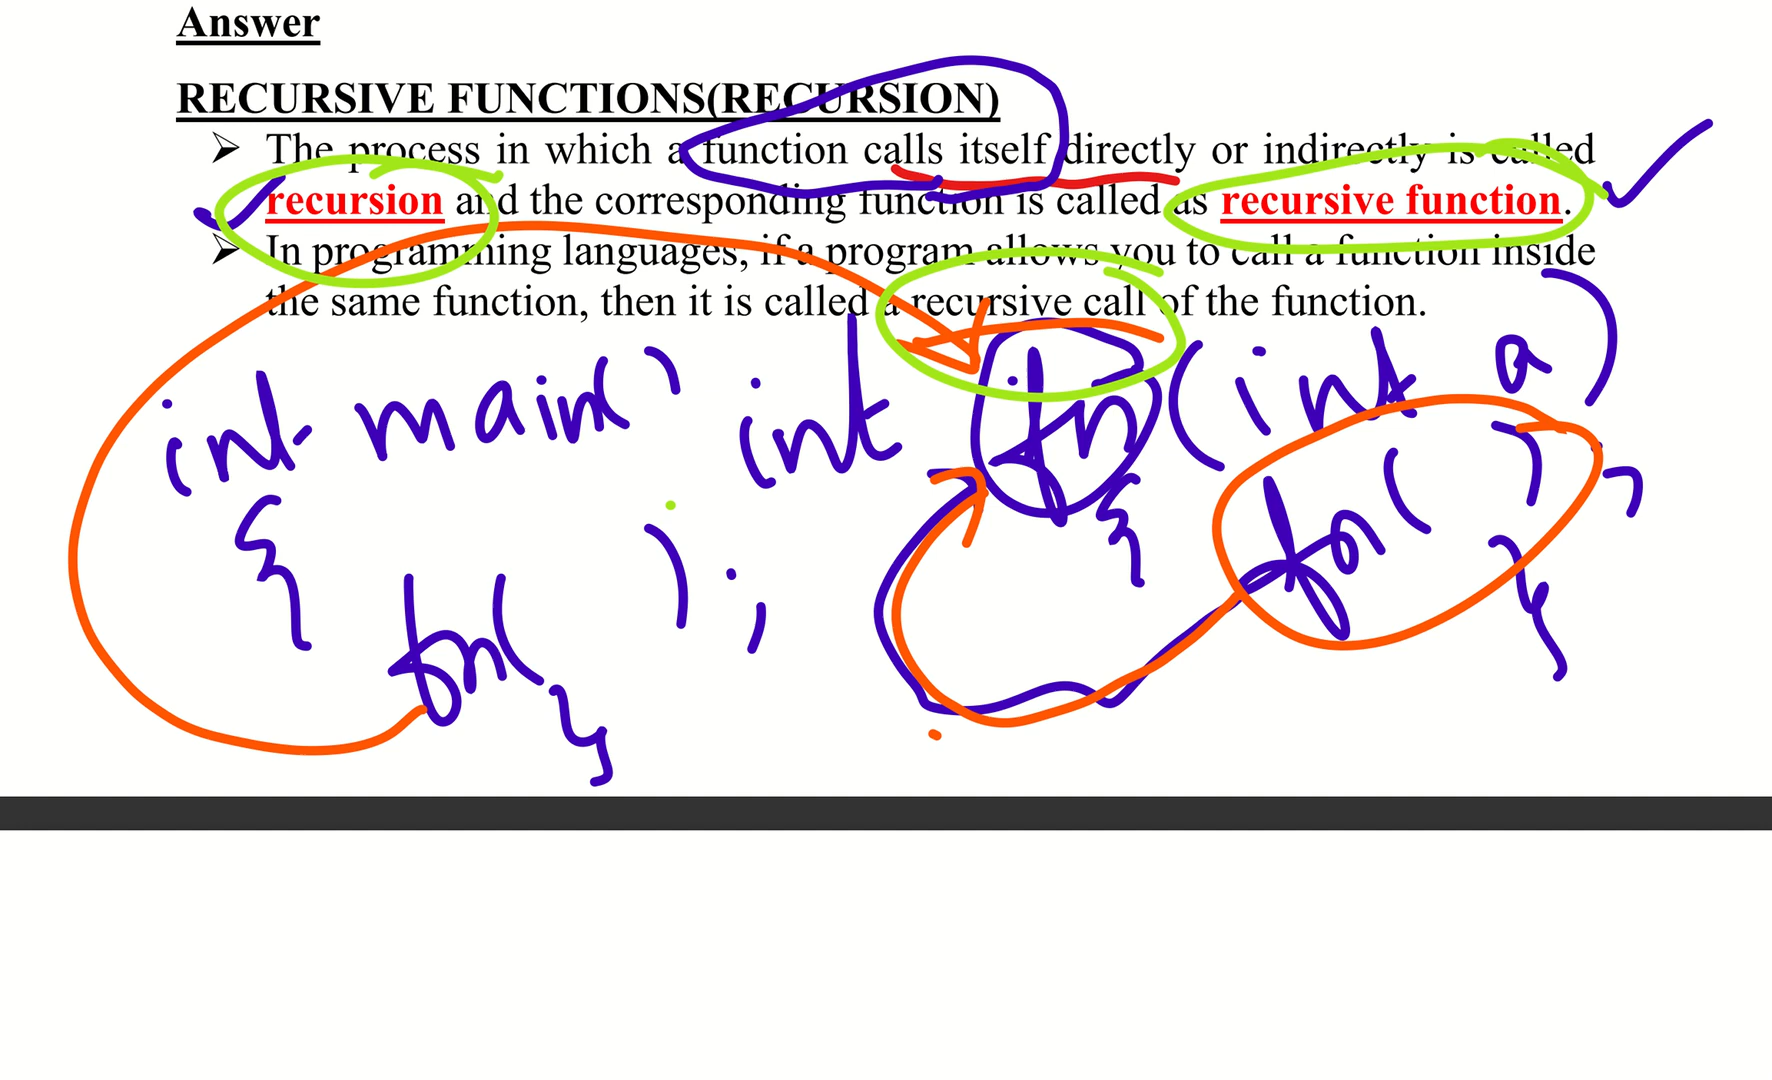 Answer
RECURSIVE FUNCTIONS(RECURSION)
➢ The process in which a function calls itself directly or indirectly is called
recursion and the corresponding function is called as recursive function.
➢ In programming languages, if a program allows you to call a function inside
the same function, then it is called a recursive call of the function.
int main( )
{
fn( );
}
int fn(int a)
{
fn( );
}